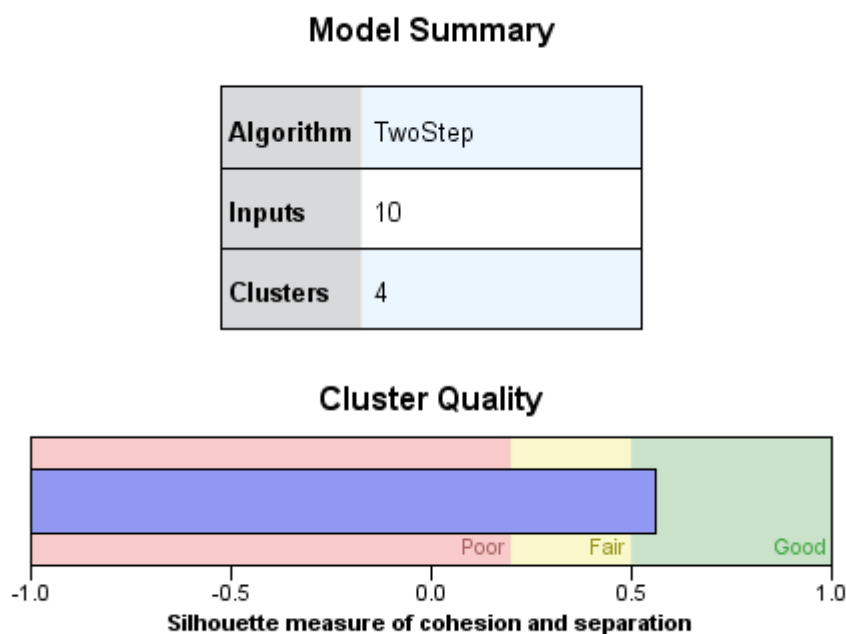 Model Summary
Algorithm TwoStep
Inputs 10
Clusters 4
Cluster Quality
Poor Fair Good
-1.0 -0.5 0.0 0.5 1.0
Silhouette measure of cohesion and separation